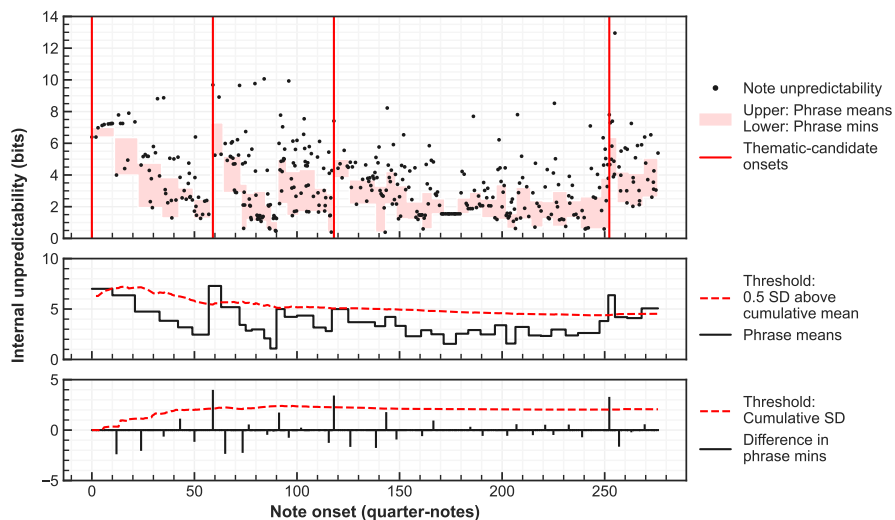 14
12
10
8
6
4
2
0
Note unpredictability
Upper: Phrase means
Lower: Phrase mins
Thematic-candidate
onsets
Internal unpredictability (bits)
10
5
0
Threshold:
0.5 SD above
cumulative mean
Phrase means
5
0
−5
Threshold:
Cumulative SD
Difference in
phrase mins
0 50 100 150 200 250
Note onset (quarter-notes)